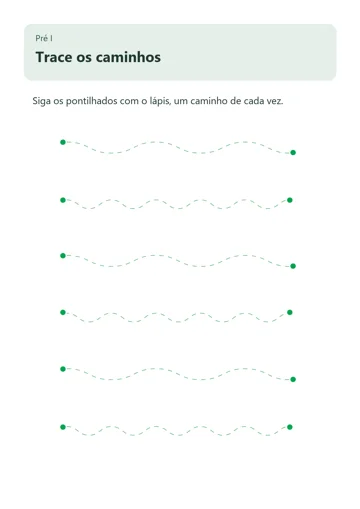 Pré I
Trace os caminhos
Siga os pontilhados com o lápis, um caminho de cada vez.